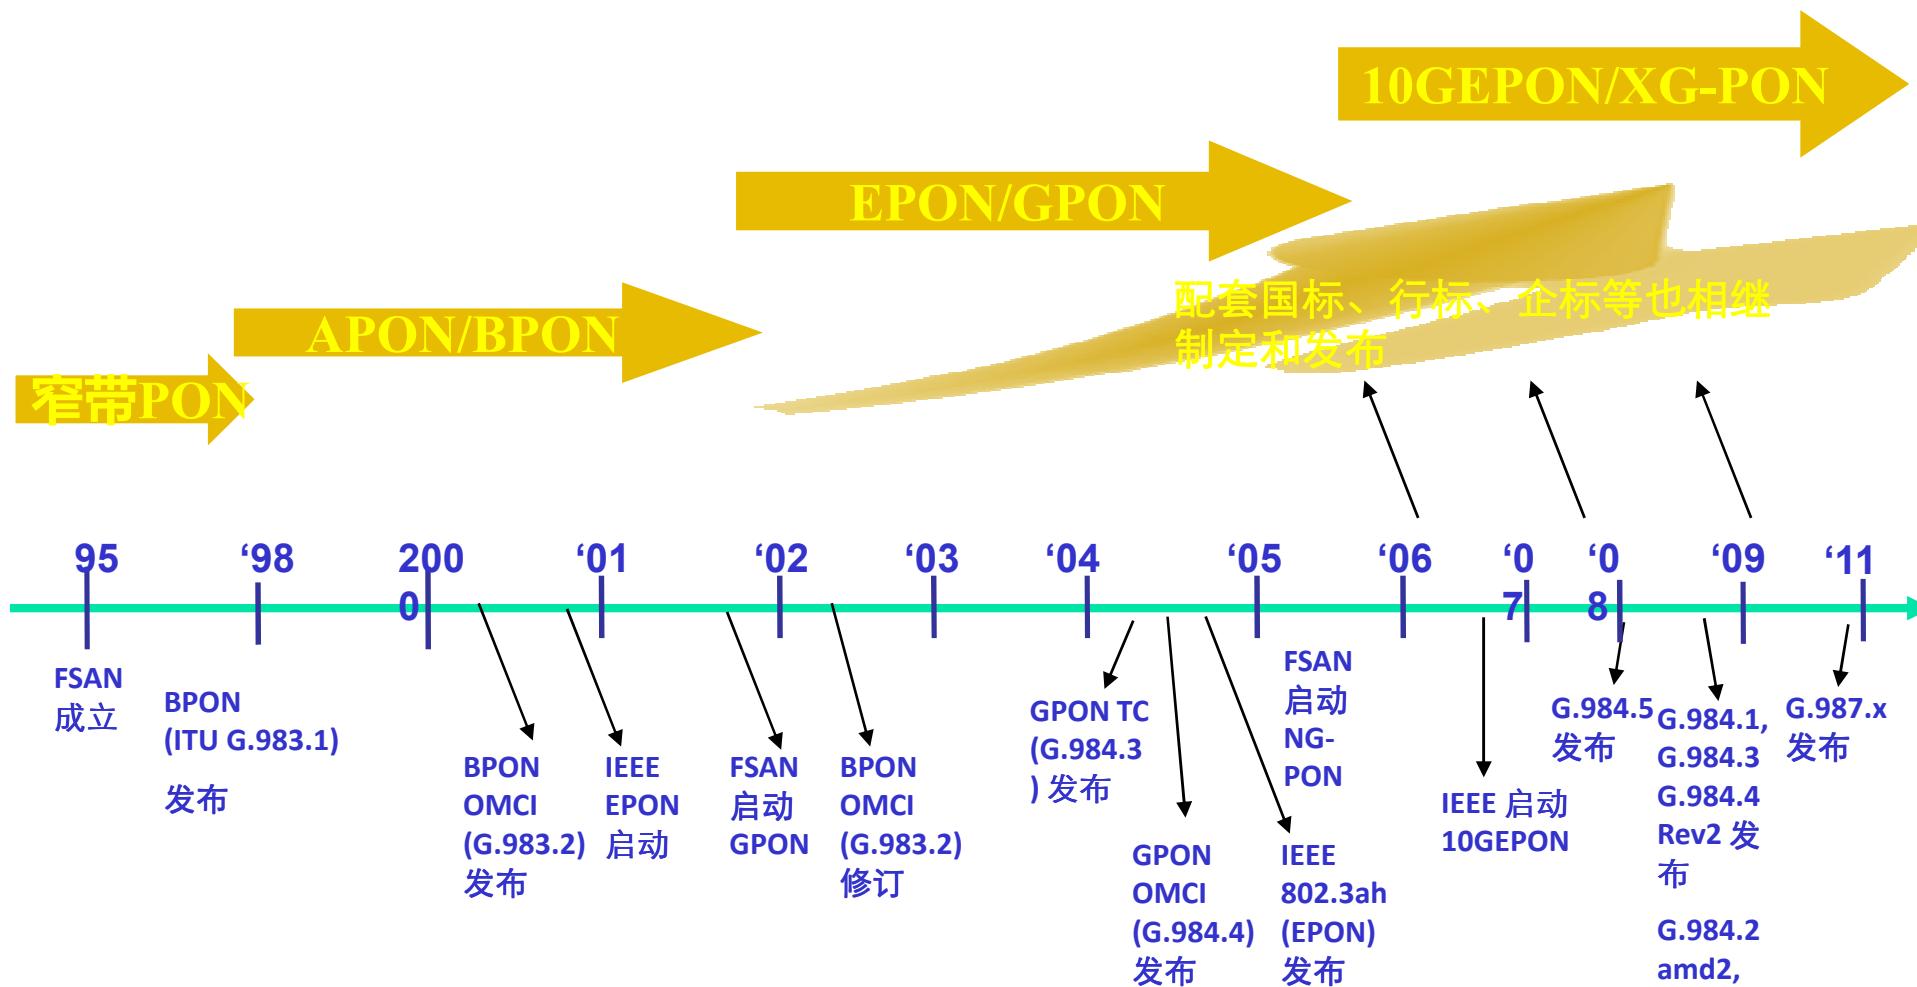 10GEPON/XG-PON
EPON/GPON
配套国标、行标、企标等也相继
制定和发布
APON/BPON
窄带PON
95
‘98
200
0
‘01
‘02
‘03
‘04
‘05
‘06
‘0
7
‘0
8
‘09
‘11
FSAN
成立
BPON
(ITU G.983.1)
发布
BPON
OMCI
(G.983.2)
发布
IEEE
EPON
启动
FSAN
启动
GPON
BPON
OMCI
(G.983.2)
修订
GPON TC
(G.984.3
) 发布
GPON
OMCI
(G.984.4)
发布
IEEE
802.3ah
(EPON)
发布
FSAN
启动
NG-
PON
IEEE 启动
10GEPON
G.984.5
发布
G.984.1,
G.984.3
G.984.4
Rev2 发
布
G.984.2
amd2,
G.987.x
发布